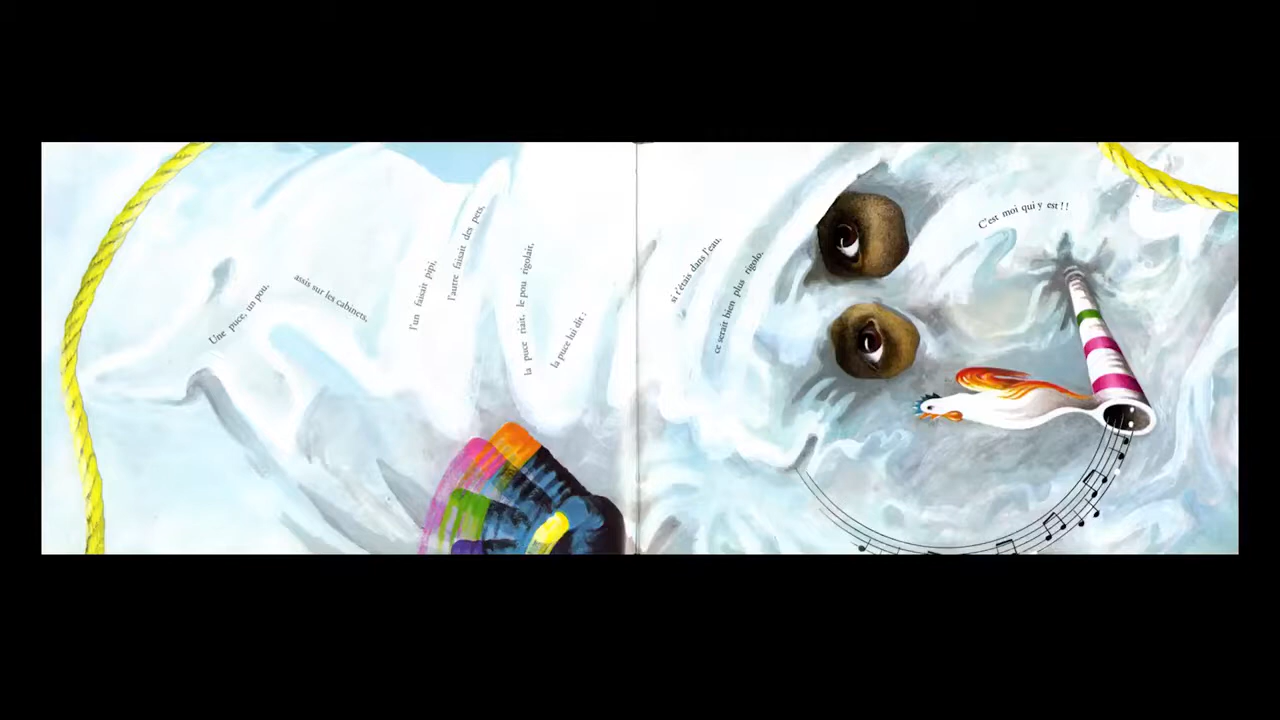 Une puce, un pou,
assis sur les cabinets,
l'un faisait pipi,
l'autre faisait des pets,
la puce riait, le pou rigolait,
la puce lui dit :
si t'étais dans l'eau,
ce serait bien plus rigolo.
C'est moi qui y est !!